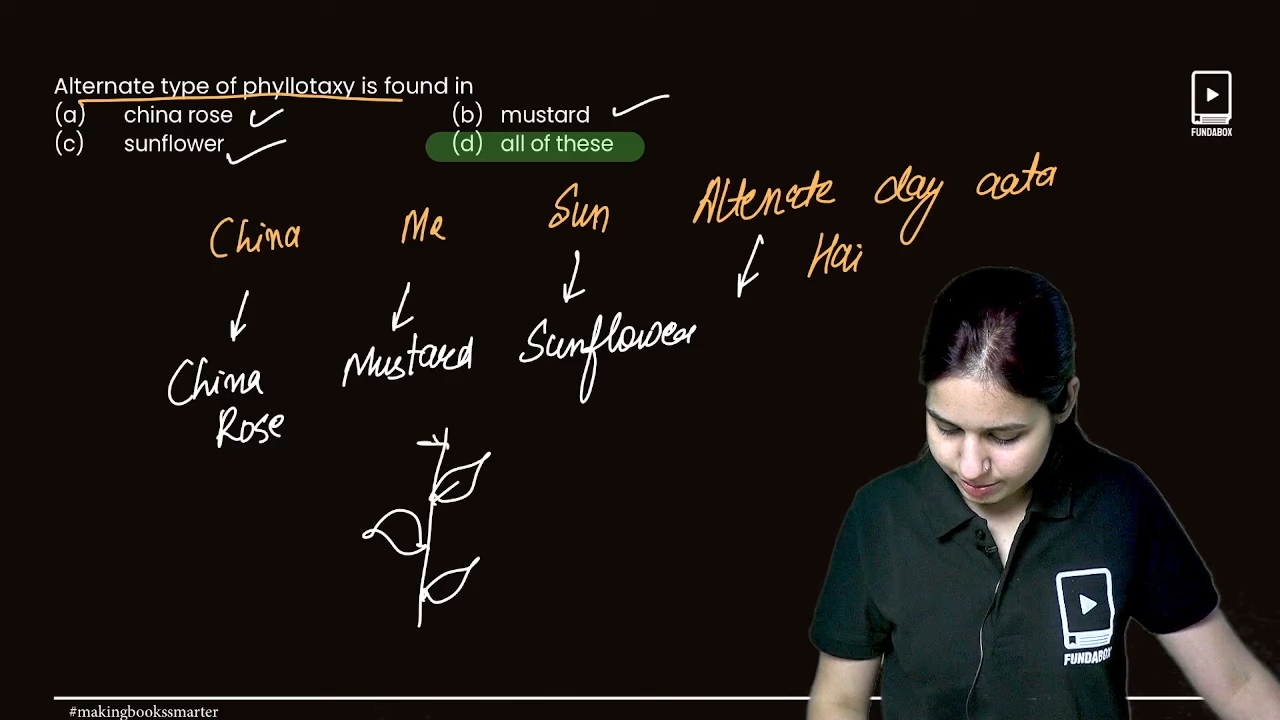 Alternate type of phyllotaxy is found in
(a) china rose (b) mustard
(c) sunflower (d) all of these
FUNDABOX
China Me Sun Alternate day aata
Hai
China Mustard Sunflower
Rose
FUNDABOX
#makingbookssmarter